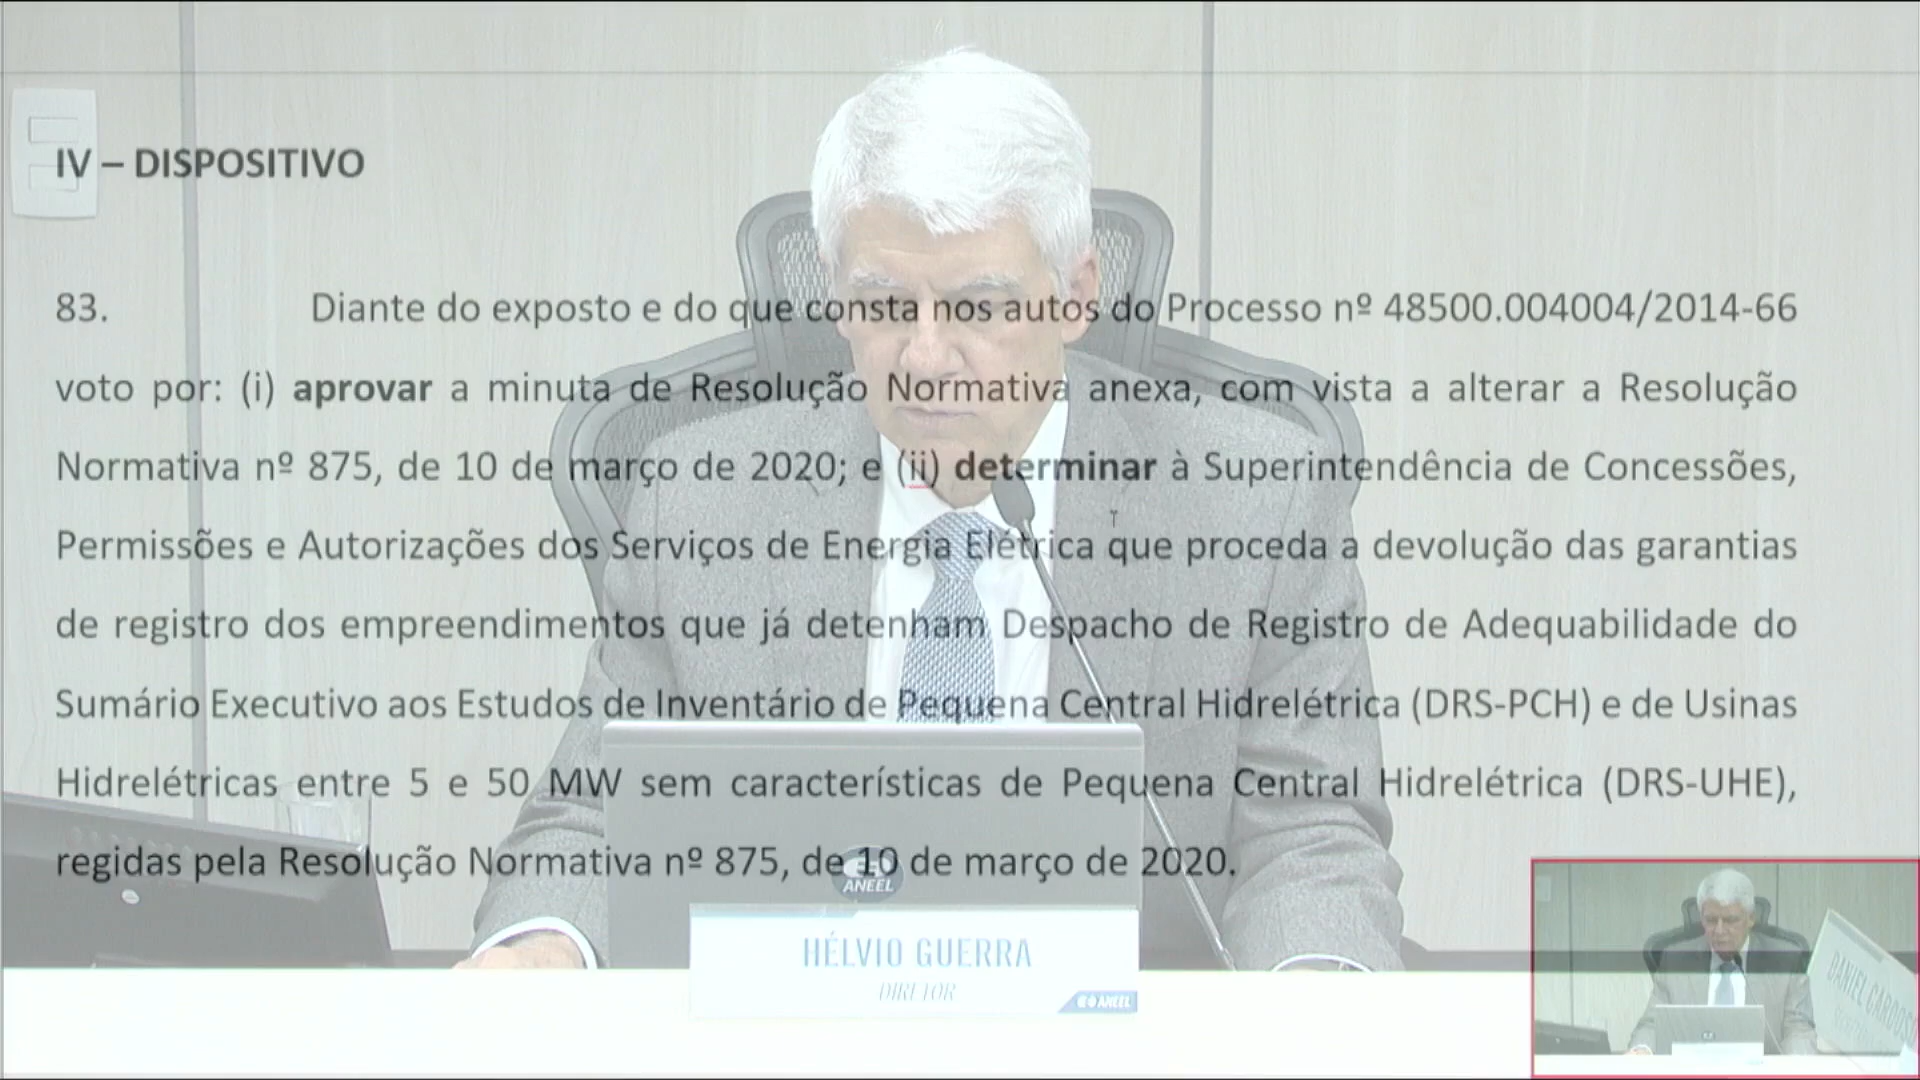 IV – DISPOSITIVO
83. Diante do exposto e do que consta nos autos do Processo nº 48500.004004/2014-66
voto por: (i) aprovar a minuta de Resolução Normativa anexa, com vista a alterar a Resolução
Normativa nº 875, de 10 de março de 2020; e (ii) determinar à Superintendência de Concessões,
Permissões e Autorizações dos Serviços de Energia Elétrica que proceda a devolução das garantias
de registro dos empreendimentos que já detenham Despacho de Registro de Adequabilidade do
Sumário Executivo aos Estudos de Inventário de Pequena Central Hidrelétrica (DRS-PCH) e de Usinas
Hidrelétricas entre 5 e 50 MW sem características de Pequena Central Hidrelétrica (DRS-UHE),
regidas pela Resolução Normativa nº 875, de 10 de março de 2020.
ANEEL
HÉLVIO GUERRA
DIRETOR
ANEEL
DANIEL CARDOSO